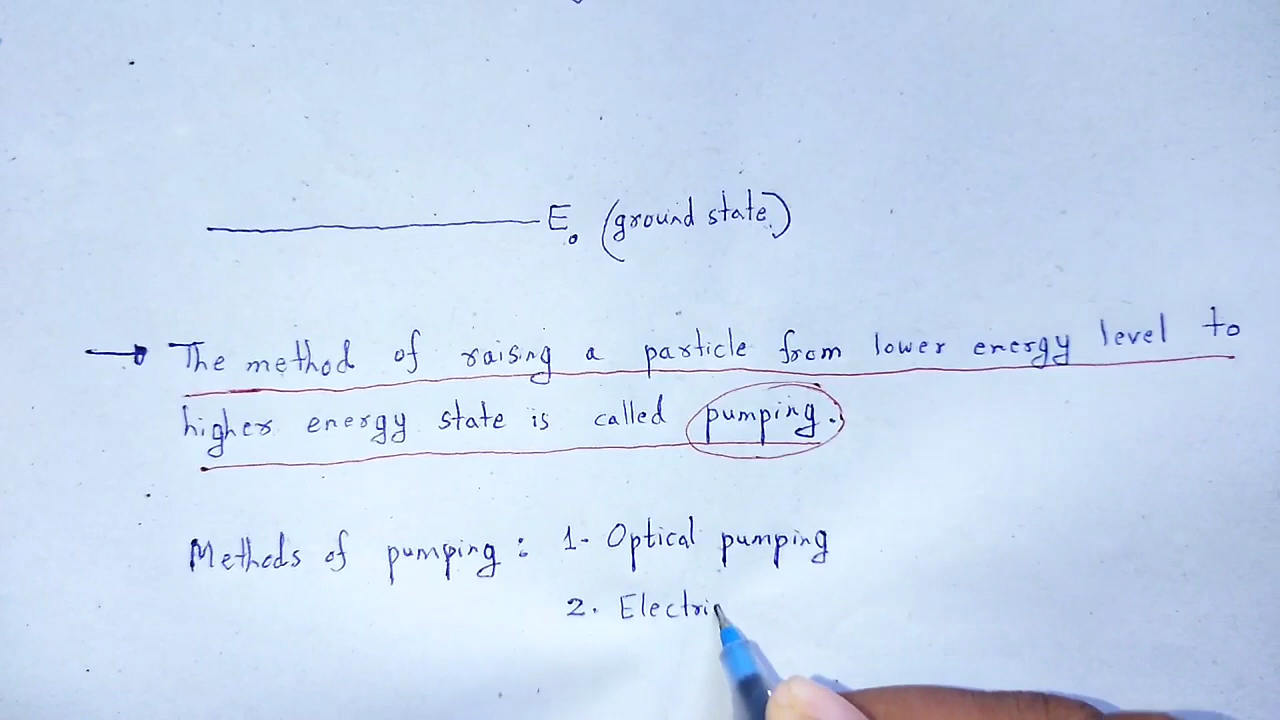 E₀ (ground state)
The method of raising a particle from lower energy level to
higher energy state is called pumping.
Methods of pumping : 1- Optical pumping
2. Electri